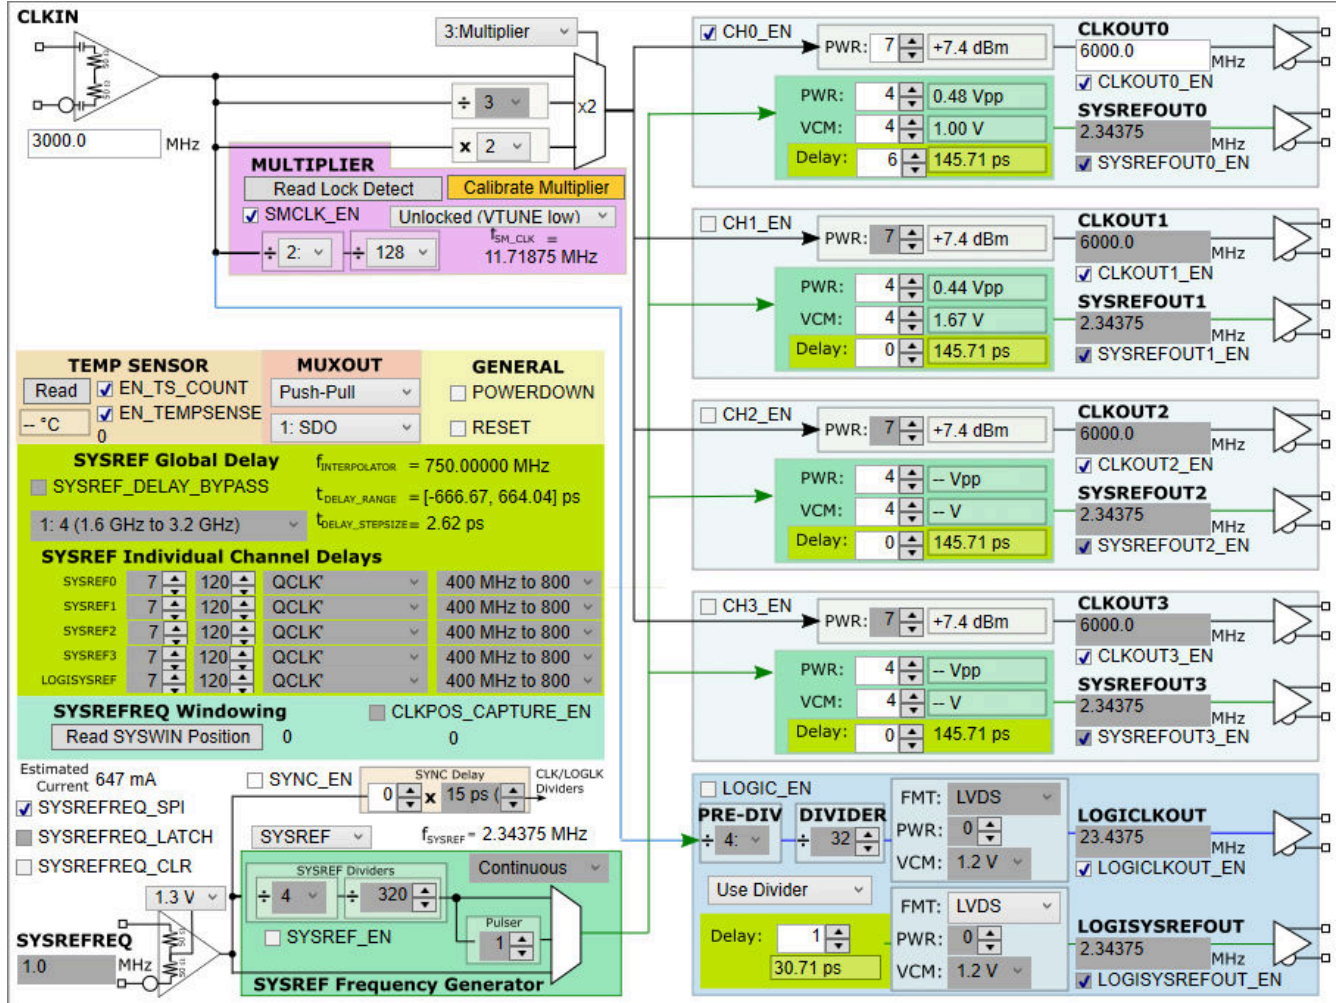 CLKIN
50 Ω
50 Ω
3000.0
MHz
3:Multiplier
÷ 3
x 2
x2
MULTIPLIER
Read Lock Detect
Calibrate Multiplier
SMCLK_EN
Unlocked (VTUNE low)
÷ 2:
÷ 128
fSM_CLK =
11.71875 MHz
TEMP SENSOR
Read
EN_TS_COUNT
-- °C
EN_TEMPSENSE
0
MUXOUT
Push-Pull
1: SDO
GENERAL
POWERDOWN
RESET
SYSREF Global Delay
SYSREF_DELAY_BYPASS
1: 4 (1.6 GHz to 3.2 GHz)
fINTERPOLATOR = 750.00000 MHz
tDELAY_RANGE = [-666.67, 664.04] ps
tDELAY_STEPSIZE = 2.62 ps
SYSREF Individual Channel Delays
SYSREF0 7 120 QCLK' 400 MHz to 800
SYSREF1 7 120 QCLK' 400 MHz to 800
SYSREF2 7 120 QCLK' 400 MHz to 800
SYSREF3 7 120 QCLK' 400 MHz to 800
LOGISYSREF 7 120 QCLK' 400 MHz to 800
SYSREFREQ Windowing
CLKPOS_CAPTURE_EN
Read SYSWIN Position
0
0
Estimated
Current 647 mA
SYSREFREQ_SPI
SYSREFREQ_LATCH
SYSREFREQ_CLR
SYNC_EN
SYNC Delay
0 x 15 ps (
CLK/LOGLK
Dividers
SYSREF
fSYSREF = 2.34375 MHz
1.3 V
SYSREFREQ
1.0
MHz
50 Ω
50 Ω
SYSREF Dividers
÷ 4
÷ 320
SYSREF_EN
Continuous
Pulser
1
SYSREF Frequency Generator
CH0_EN
PWR: 7 +7.4 dBm
CLKOUT0
6000.0
MHz
CLKOUT0_EN
PWR: 4 0.48 Vpp
VCM: 4 1.00 V
Delay: 6 145.71 ps
SYSREFOUT0
2.34375
MHz
SYSREFOUT0_EN
CH1_EN
PWR: 7 +7.4 dBm
CLKOUT1
6000.0
MHz
CLKOUT1_EN
PWR: 4 0.44 Vpp
VCM: 4 1.67 V
Delay: 0 145.71 ps
SYSREFOUT1
2.34375
MHz
SYSREFOUT1_EN
CH2_EN
PWR: 7 +7.4 dBm
CLKOUT2
6000.0
MHz
CLKOUT2_EN
PWR: 4 -- Vpp
VCM: 4 -- V
Delay: 0 145.71 ps
SYSREFOUT2
2.34375
MHz
SYSREFOUT2_EN
CH3_EN
PWR: 7 +7.4 dBm
CLKOUT3
6000.0
MHz
CLKOUT3_EN
PWR: 4 -- Vpp
VCM: 4 -- V
Delay: 0 145.71 ps
SYSREFOUT3
2.34375
MHz
SYSREFOUT3_EN
LOGIC_EN
PRE-DIV
÷ 4:
DIVIDER
÷ 32
Use Divider
FMT: LVDS
PWR: 0
VCM: 1.2 V
LOGICLKOUT
23.4375
MHz
LOGICLKOUT_EN
Delay: 1
30.71 ps
FMT: LVDS
PWR: 0
VCM: 1.2 V
LOGISYSREFOUT
2.34375
MHz
LOGISYSREFOUT_EN